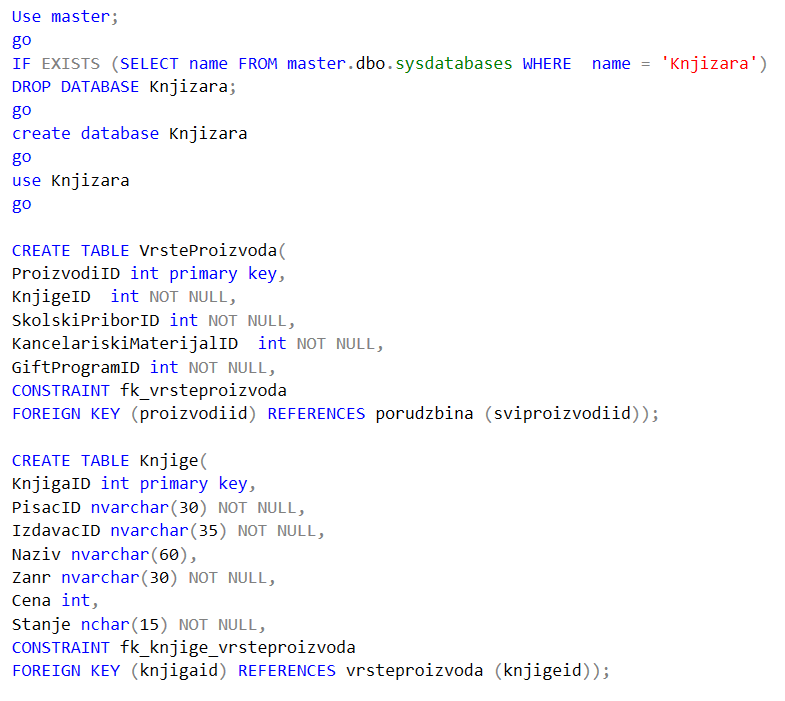 Use master;
go
IF EXISTS (SELECT name FROM master.dbo.sysdatabases WHERE  name = 'Knjizara')
DROP DATABASE Knjizara;
go
create database Knjizara
go
use Knjizara
go

CREATE TABLE VrsteProizvoda(
ProizvodiID int primary key,
KnjigeID  int NOT NULL,
SkolskiPriborID int NOT NULL,
KancelariskiMaterijalID  int NOT NULL,
GiftProgramID int NOT NULL,
CONSTRAINT fk_vrsteproizvoda
FOREIGN KEY (proizvodiid) REFERENCES porudzbina (sviproizvodiid));

CREATE TABLE Knjige(
KnjigaID int primary key,
PisacID nvarchar(30) NOT NULL,
IzdavacID nvarchar(35) NOT NULL,
Naziv nvarchar(60),
Zanr nvarchar(30) NOT NULL,
Cena int,
Stanje nchar(15) NOT NULL,
CONSTRAINT fk_knjige_vrsteproizvoda
FOREIGN KEY (knjigaid) REFERENCES vrsteproizvoda (knjigeid));